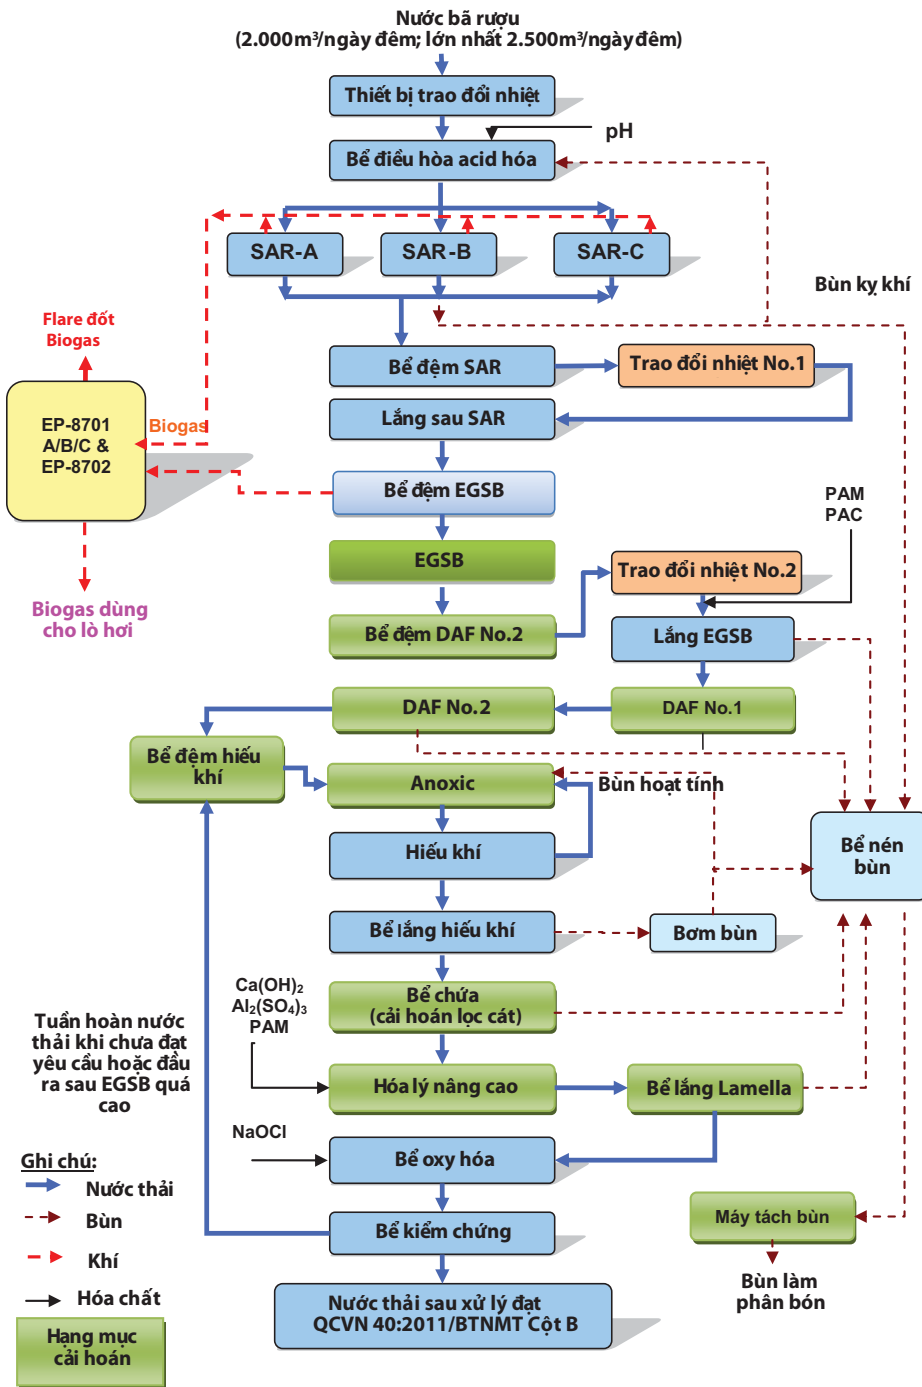 Nước bã rượu
(2.000m³/ngày đêm; lớn nhất 2.500m³/ngày đêm)
Thiết bị trao đổi nhiệt
pH
Bể điều hòa acid hóa
SAR-A
SAR-B
SAR-C
Bùn kỵ khí
Flare đốt
Biogas
Bể đệm SAR
Trao đổi nhiệt No.1
EP-8701
A/B/C &
EP-8702
Biogas
Lắng sau SAR
Bể đệm EGSB
PAM
PAC
EGSB
Trao đổi nhiệt No.2
Biogas dùng
cho lò hơi
Bể đệm DAF No.2
Lắng EGSB
DAF No.2
DAF No.1
Bể đệm hiếu
khí
Anoxic
Bùn hoạt tính
Hiếu khí
Bể nén
bùn
Bể lắng hiếu khí
Bơm bùn
Ca(OH)₂
Al₂(SO₄)₃
PAM
Bể chứa
(cải hoán lọc cát)
Tuần hoàn nước
thải khi chưa đạt
yêu cầu hoặc đầu
ra sau EGSB quá
cao
Hóa lý nâng cao
Bể lắng Lamella
NaOCl
Bể oxy hóa
Ghi chú:
Nước thải
Bùn
Khí
Hóa chất
Hạng mục
cải hoán
Máy tách bùn
Bể kiểm chứng
Bùn làm
phân bón
Nước thải sau xử lý đạt
QCVN 40:2011/BTNMT Cột B